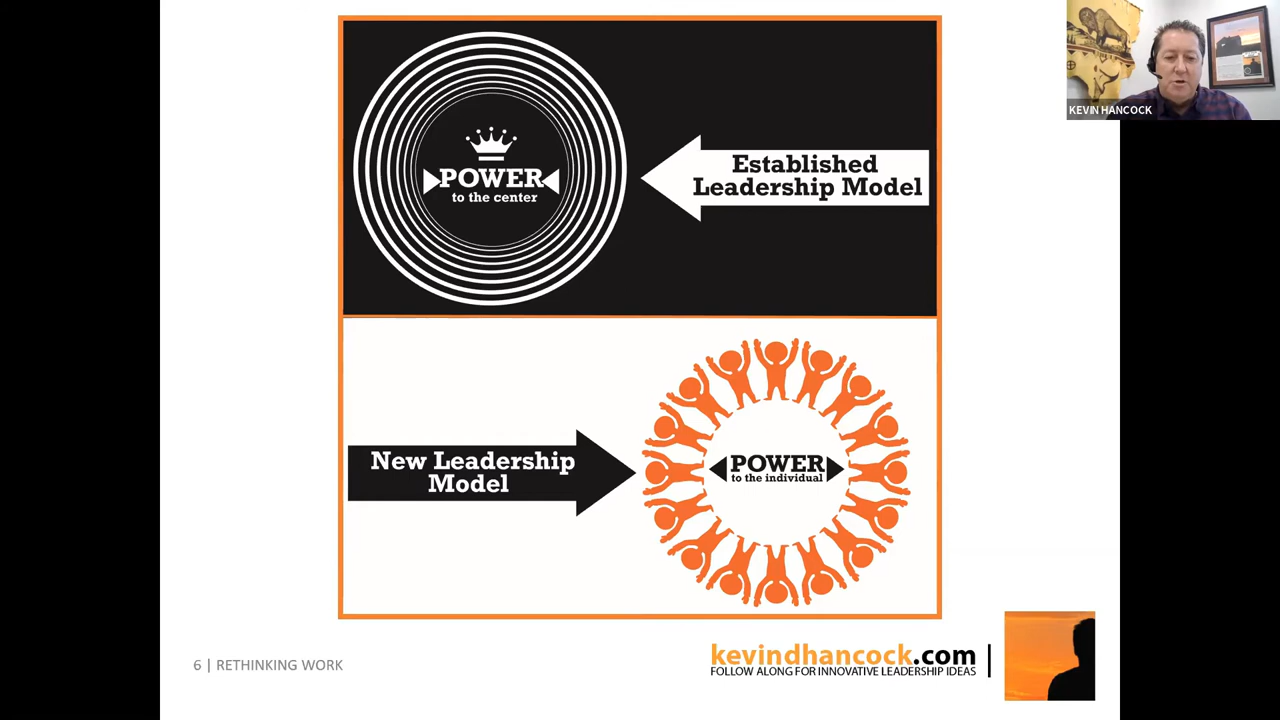 KEVIN HANCOCK
POWER
to the center
Established
Leadership Model
New Leadership
Model
POWER
to the individual
6 | RETHINKING WORK
kevindhancock.com
FOLLOW ALONG FOR INNOVATIVE LEADERSHIP IDEAS